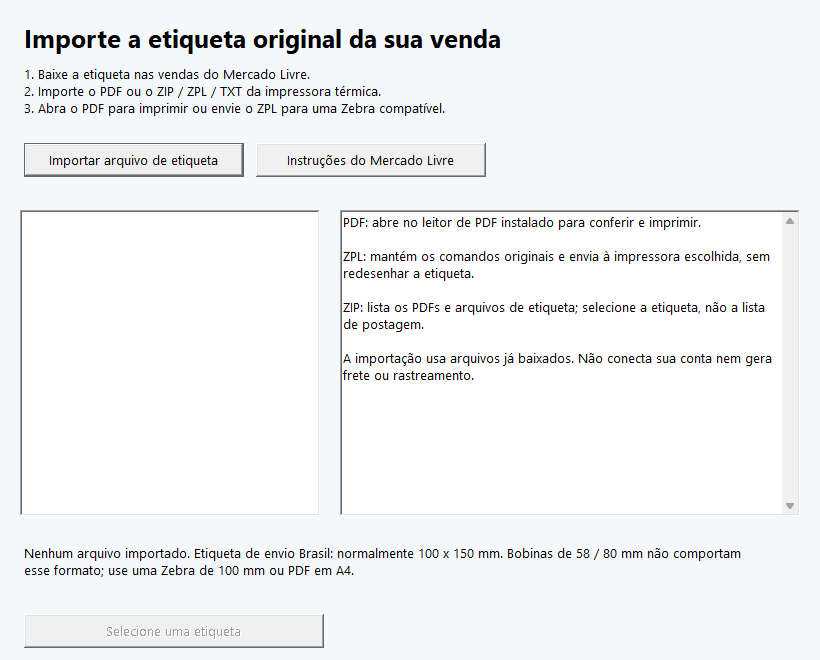 Importe a etiqueta original da sua venda
1. Baixe a etiqueta nas vendas do Mercado Livre.
2. Importe o PDF ou o ZIP / ZPL / TXT da impressora térmica.
3. Abra o PDF para imprimir ou envie o ZPL para uma Zebra compatível.
Importar arquivo de etiqueta
Instruções do Mercado Livre
PDF: abre no leitor de PDF instalado para conferir e imprimir.
ZPL: mantém os comandos originais e envia à impressora escolhida, sem
redesenhar a etiqueta.
ZIP: lista os PDFs e arquivos de etiqueta; selecione a etiqueta, não a lista
de postagem.
A importação usa arquivos já baixados. Não conecta sua conta nem gera
frete ou rastreamento.
Nenhum arquivo importado. Etiqueta de envio Brasil: normalmente 100 x 150 mm. Bobinas de 58 / 80 mm não comportam
esse formato; use uma Zebra de 100 mm ou PDF em A4.
Selecione uma etiqueta